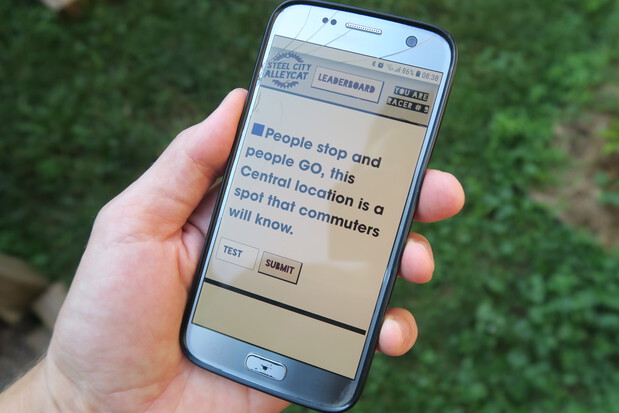 86% 08:38
STEEL CITY
ALLEYCAT
LEADERBOARD
YOU ARE
RACER # 2
People stop and
people GO, this
Central location is a
spot that commuters
will know.
TEST
SUBMIT